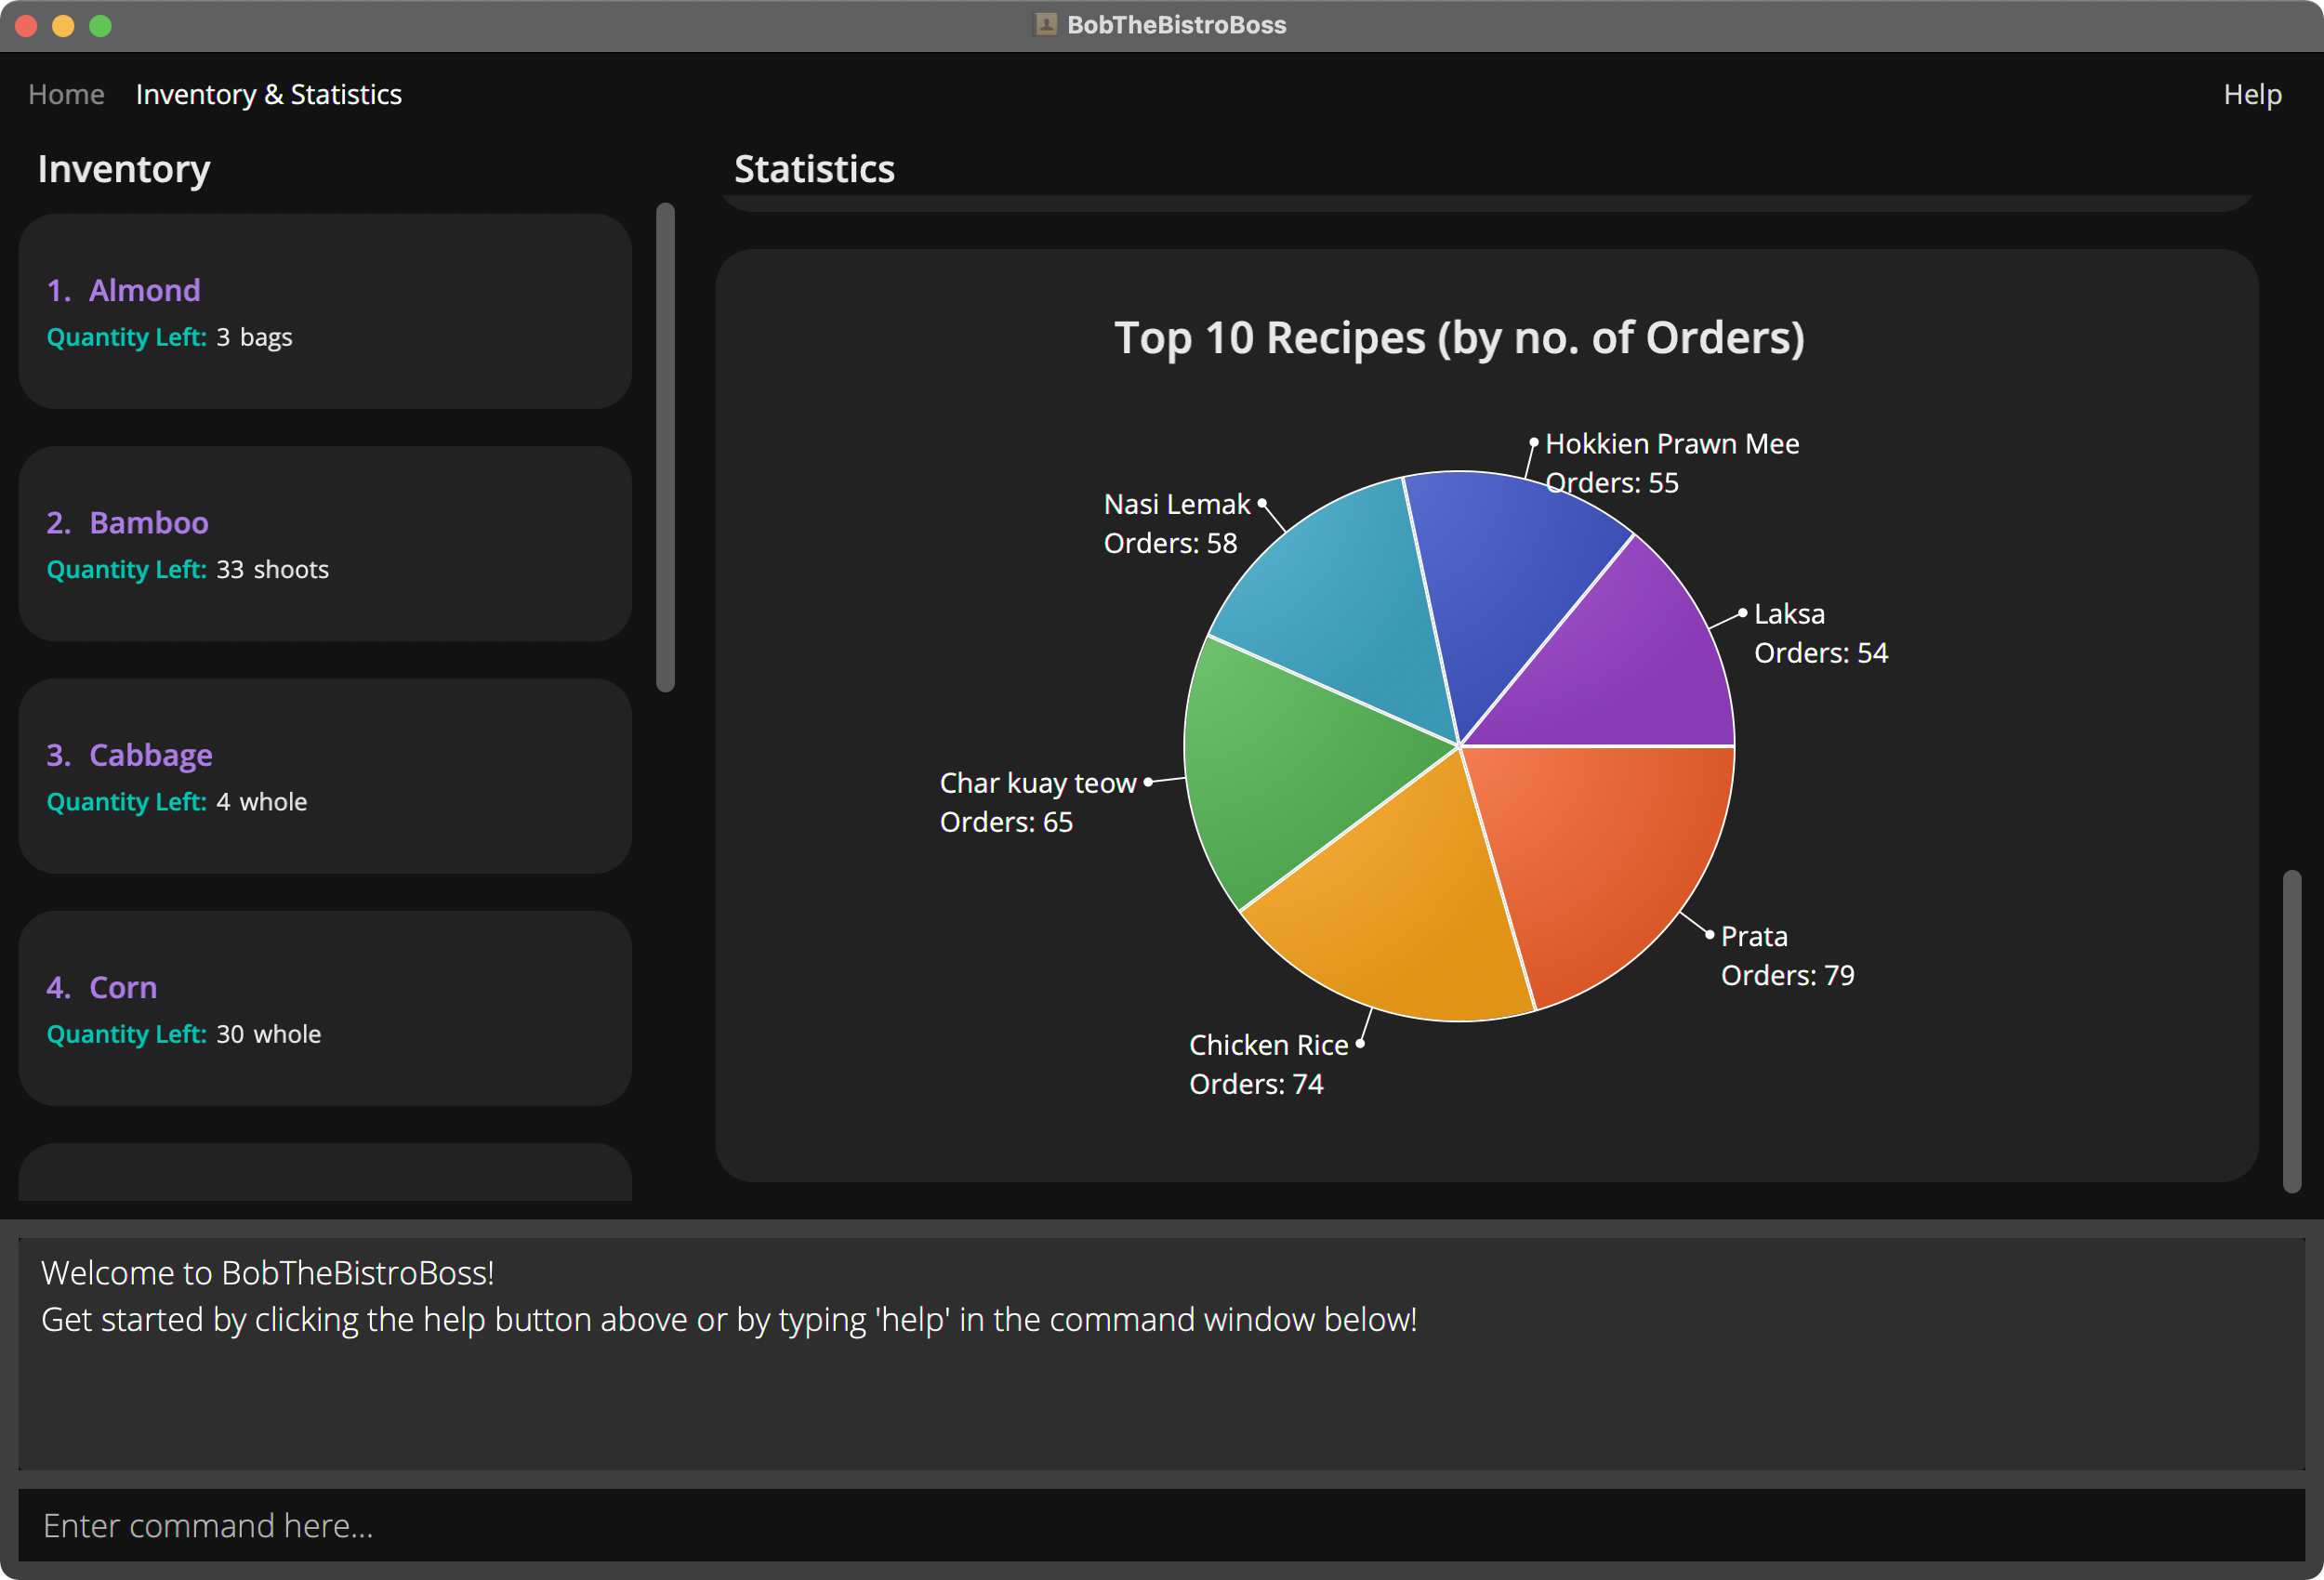 BobTheBistroBoss
Home
Inventory & Statistics
Help
Inventory
1. Almond
Quantity Left: 3 bags
2. Bamboo
Quantity Left: 33 shoots
3. Cabbage
Quantity Left: 4 whole
4. Corn
Quantity Left: 30 whole
Statistics
Top 10 Recipes (by no. of Orders)
Hokkien Prawn Mee
Orders: 55
Nasi Lemak
Orders: 58
Laksa
Orders: 54
Char kuay teow
Orders: 65
Prata
Orders: 79
Chicken Rice
Orders: 74
Welcome to BobTheBistroBoss!
Get started by clicking the help button above or by typing 'help' in the command window below!
Enter command here...